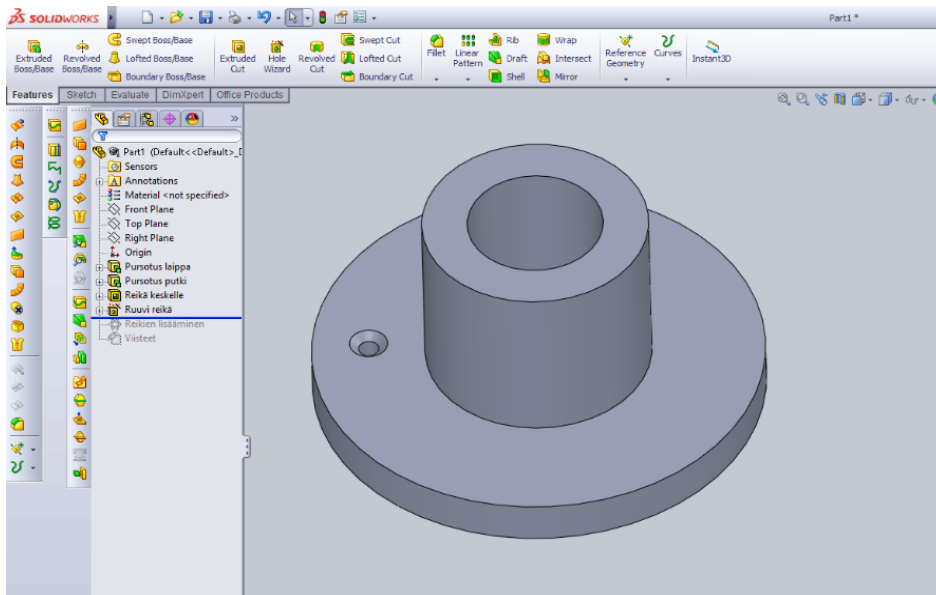 SOLIDWORKS
Part1 *
Extruded Boss/Base
Revolved Boss/Base
Swept Boss/Base
Lofted Boss/Base
Boundary Boss/Base
Extruded Cut
Hole Wizard
Revolved Cut
Swept Cut
Lofted Cut
Boundary Cut
Fillet
Linear Pattern
Rib
Draft
Shell
Wrap
Intersect
Mirror
Reference Geometry
Curves
Instant3D
Features Sketch Evaluate DimXpert Office Products
Part1 (Default<<Default>_D
Sensors
Annotations
Material <not specified>
Front Plane
Top Plane
Right Plane
Origin
Pursotus laippa
Pursotus putki
Reikä keskelle
Ruuvi reikä
Reikien lisääminen
Viisteet